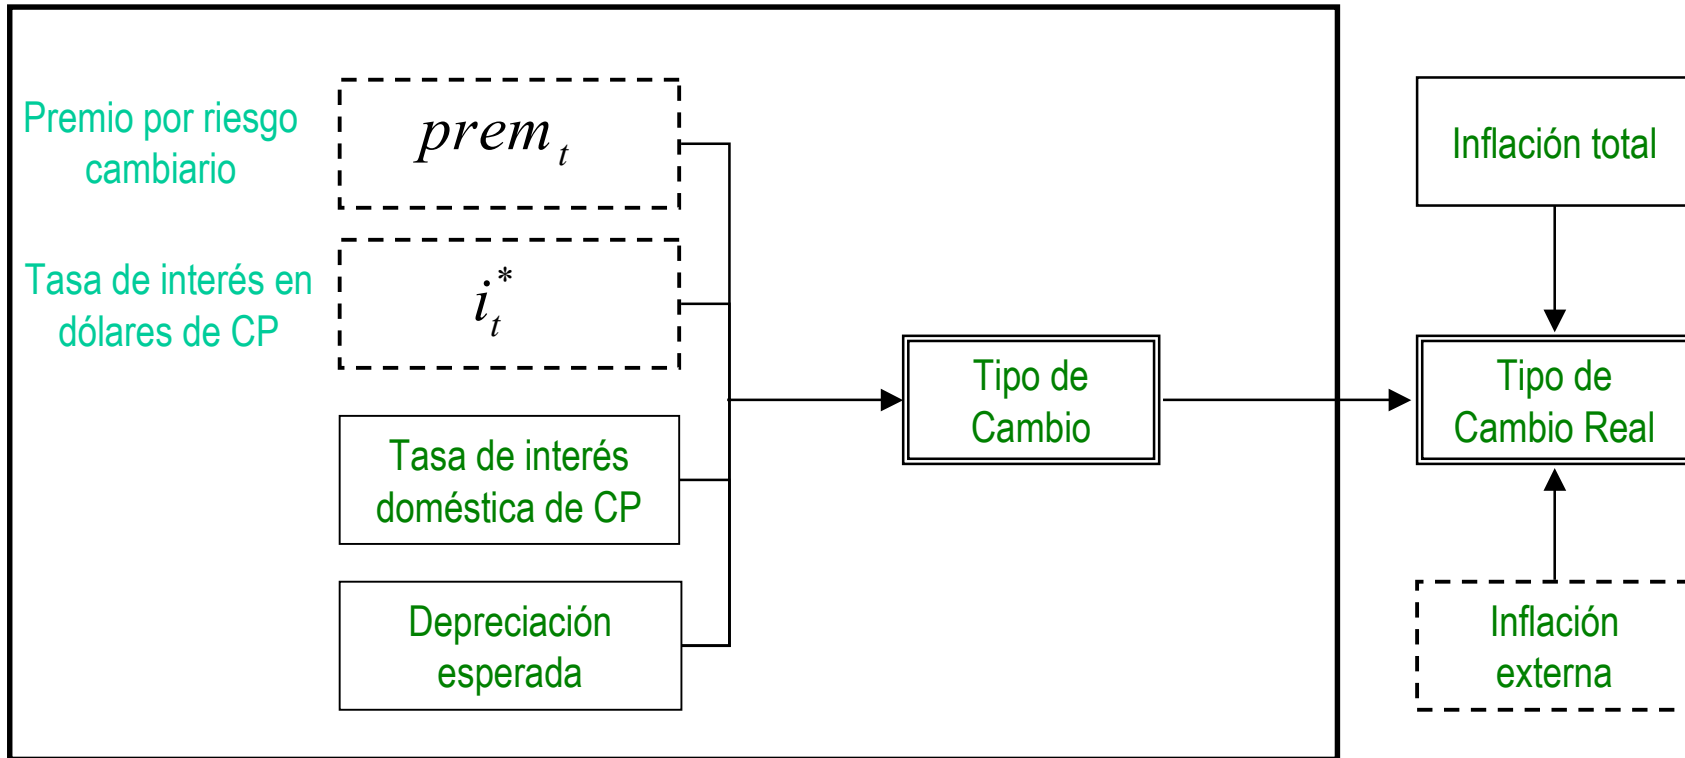 Premio por riesgo
cambiario
prem_t
Tasa de interés en
dólares de CP
i_t^*
Tasa de interés
doméstica de CP
Depreciación
esperada
Tipo de
Cambio
Inflación total
Tipo de
Cambio Real
Inflación
externa